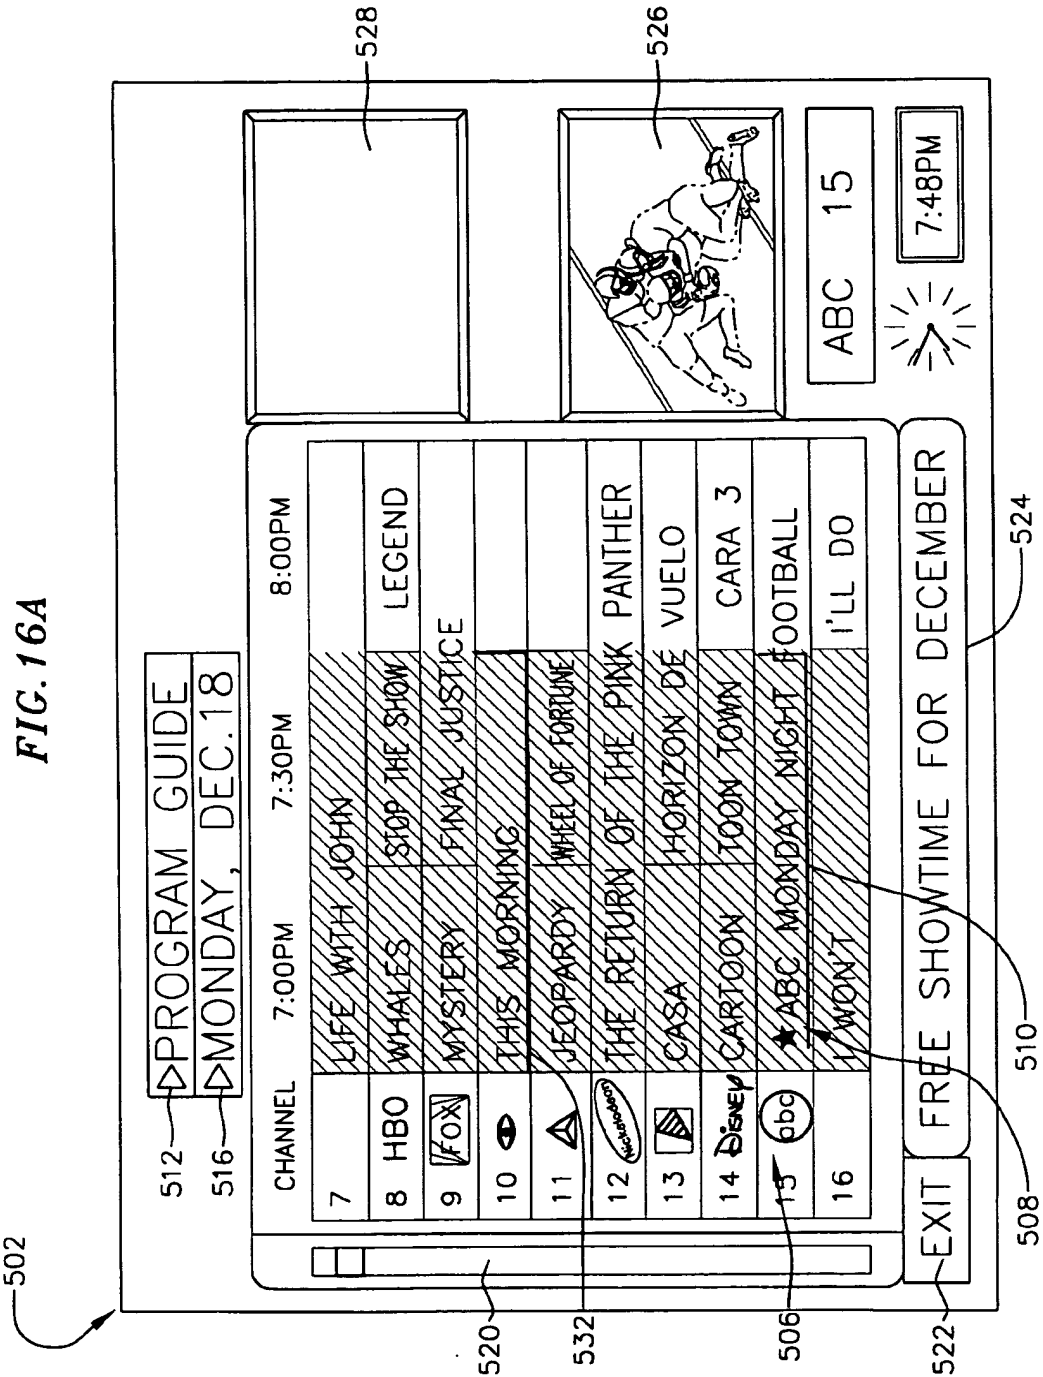 FIG.16A
502
512
▷PROGRAM GUIDE
516
▷MONDAY, DEC.18
CHANNEL 7:00PM 7:30PM 8:00PM
7 LIFE WITH JOHN
8 HBO WHALES STOP THE SHOW LEGEND
9 FOX MYSTERY FINAL JUSTICE
10 THIS MORNING
11 JEOPARDY WHEEL OF FORTUNE
12 Nickelodeon THE RETURN OF THE PINK PANTHER
13 CASA HORIZON DE VUELO
14 DISNEY CARTOON TOON TOWN CARA 3
15 abc ★ABC MONDAY NIGHT FOOTBALL
16 I WON'T I'LL DO
EXIT FREE SHOWTIME FOR DECEMBER
ABC 15
7:48PM
528
526
520
532
506
522
508
510
524